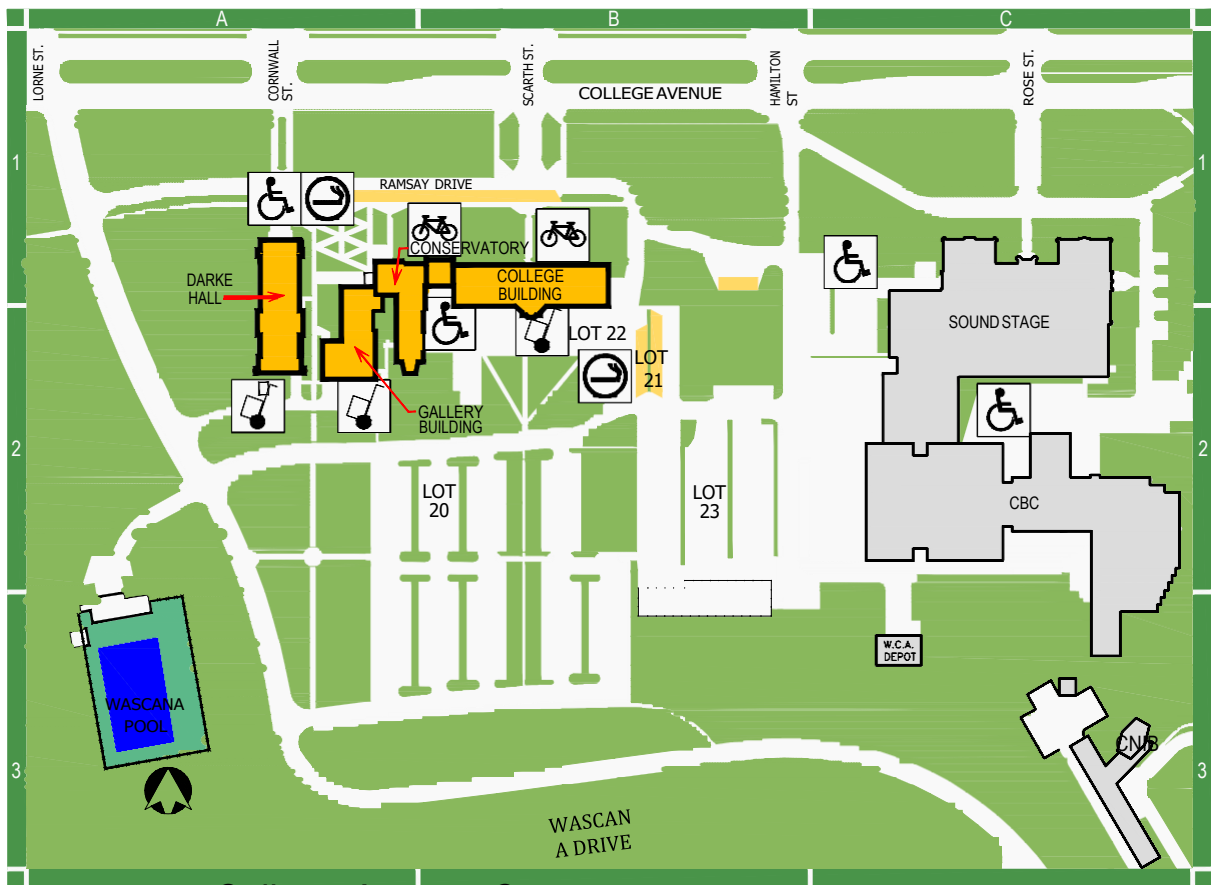 A
B
C
LORNE ST.
CORNWALL
ST.
SCARTH ST.
COLLEGE AVENUE
HAMILTON
ST
ROSE ST.
1
1
RAMSAY DRIVE
CONSERVATORY
DARKE
HALL
COLLEGE
BUILDING
SOUND STAGE
LOT 22
LOT
21
GALLERY
BUILDING
2
2
LOT
20
LOT
23
CBC
W.C.A.
DEPOT
WASCANA
POOL
CNIB
3
3
WASCAN
A DRIVE